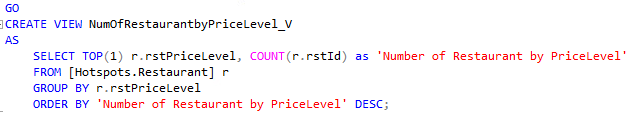 GO
CREATE VIEW NumOfRestaurantbyPriceLevel_V
AS
SELECT TOP(1) r.rstPriceLevel, COUNT(r.rstId) as 'Number of Restaurant by PriceLevel'
FROM [Hotspots.Restaurant] r
GROUP BY r.rstPriceLevel
ORDER BY 'Number of Restaurant by PriceLevel' DESC;